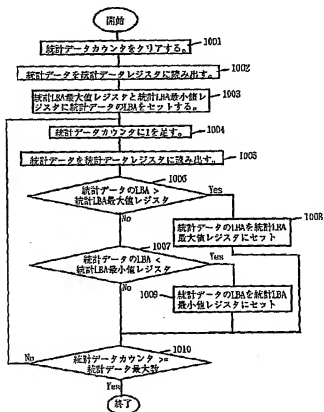 開始
統計データカウンタをクリアする。
1001
統計データを統計データレジスタに読み出す。
1002
統計LBA最大値レジスタと統計LBA最小値レ
ジスタに統計データのLBAをセットする。
1003
統計データカウンタに1を足す。
1004
統計データを統計データレジスタに読み出す。
1005
1006
統計データのLBA >
統計LBA最大値レジスタ
Yes
No
1008
統計データのLBAを統計LBA
最大値レジスタにセット
1007
統計データのLBA <
統計LBA最小値レジスタ
Yes
No
1009
統計データのLBAを統計LBA
最小値レジスタにセット
1010
No
統計データカウンタ >=
統計データ最大数
Yes
終了